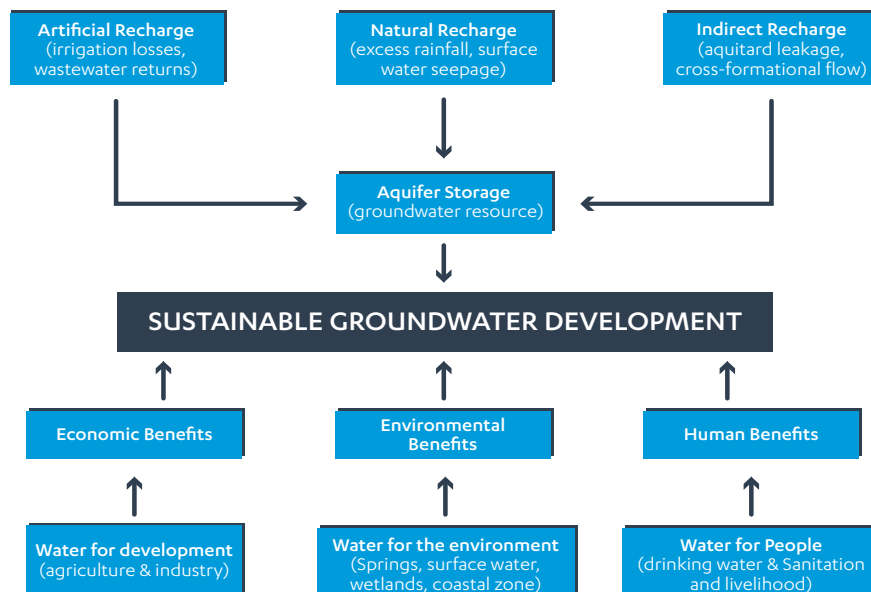 Artificial Recharge
(irrigation losses,
wastewater returns)
Natural Recharge
(excess rainfall, surface
water seepage)
Indirect Recharge
(aquitard leakage,
cross-formational flow)
Aquifer Storage
(groundwater resource)
SUSTAINABLE GROUNDWATER DEVELOPMENT
Economic Benefits
Environmental
Benefits
Human Benefits
Water for development
(agriculture & industry)
Water for the environment
(Springs, surface water,
wetlands, coastal zone)
Water for People
(drinking water & Sanitation
and livelihood)